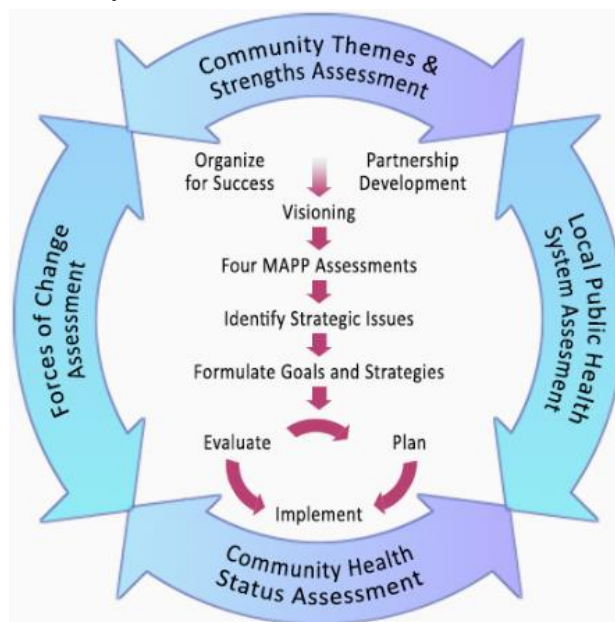 Community Themes &
Strengths Assessment
Organize
for Success
Partnership
Development
Visioning
Four MAPP Assessments
Identify Strategic Issues
Formulate Goals and Strategies
Evaluate
Plan
Implement
Forces of Change
Assessment
Local Public Health
System Assesment
Community Health
Status Assessment